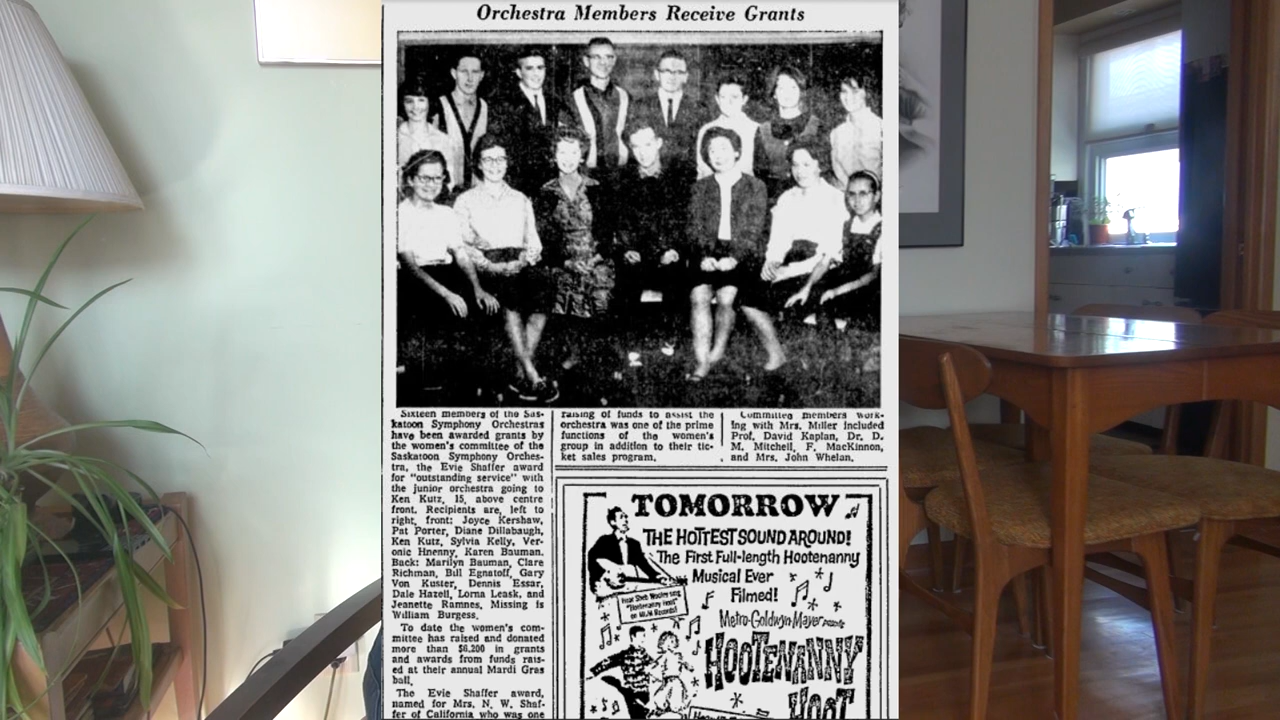 Orchestra Members Receive Grants
Sixteen members of the Sas-
katoon Symphony Orchestras
have been awarded grants by
the women's committee of the
Saskatoon Symphony Orches-
tra, the Evie Shaffer award
for "outstanding service" with
the junior orchestra going to
Ken Kutz, 15, above centre
front. Recipients are, left to
right, front: Joyce Kershaw,
Pat Porter, Diane Dillabaugh,
Ken Kutz, Sylvia Kelly, Ver-
onic Hnenny, Karen Bauman.
Back: Marilyn Bauman, Clare
Richman, Bill Egnatoff, Gary
Von Kuster, Dennis Essar,
Dale Hazell, Lorna Leask, and
Jeanette Ramnes. Missing is
William Burgess.
To date the women's com-
mittee has raised and donated
more than $6,200 in grants
and awards from funds rais-
ed at their annual Mardi Gras
ball.
The Evie Shaffer award,
named for Mrs. N. W. Shaf-
fer of California who was one
raising of funds to assist the
orchestra was one of the prime
functions of the women's
group in addition to their tic-
ket sales program.
Committee members work-
ing with Mrs. Miller included
Prof. David Kaplan, Dr. D.
M. Mitchell, F. MacKinnon,
and Mrs. John Whelan.
TOMORROW
THE HOTTEST SOUND AROUND!
The First Full-length Hootenanny
Musical Ever
Filmed!
Hear Sheb Wooley sing
"Hootenanny Hoot"
on M-G-M Records!
Metro-Goldwyn-Mayer presents
HOOTENANNY
HOOT